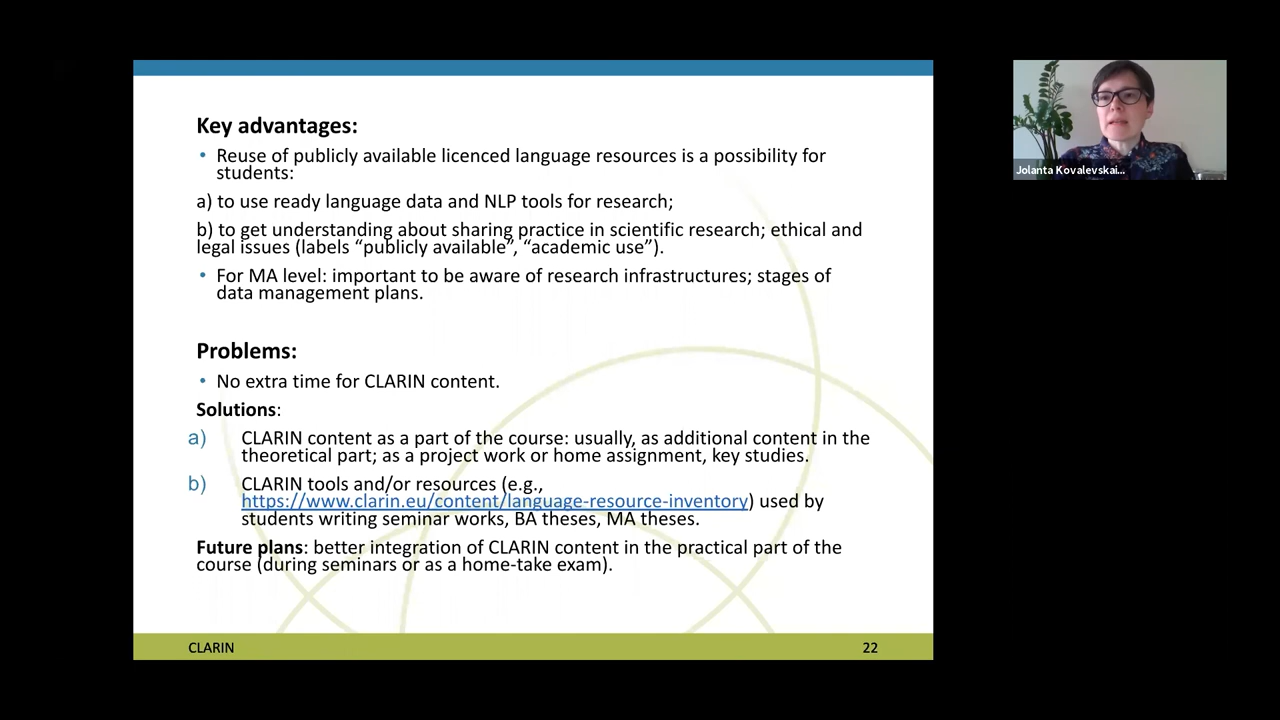 Key advantages:
• Reuse of publicly available licenced language resources is a possibility for
students:
a) to use ready language data and NLP tools for research;
b) to get understanding about sharing practice in scientific research; ethical and
legal issues (labels “publicly available”, “academic use”).
• For MA level: important to be aware of research infrastructures; stages of
data management plans.
Problems:
• No extra time for CLARIN content.
Solutions:
a) CLARIN content as a part of the course: usually, as additional content in the
theoretical part; as a project work or home assignment, key studies.
b) CLARIN tools and/or resources (e.g.,
https://www.clarin.eu/content/language-resource-inventory) used by
students writing seminar works, BA theses, MA theses.
Future plans: better integration of CLARIN content in the practical part of the
course (during seminars or as a home-take exam).
CLARIN 22
Jolanta Kovalevskai...